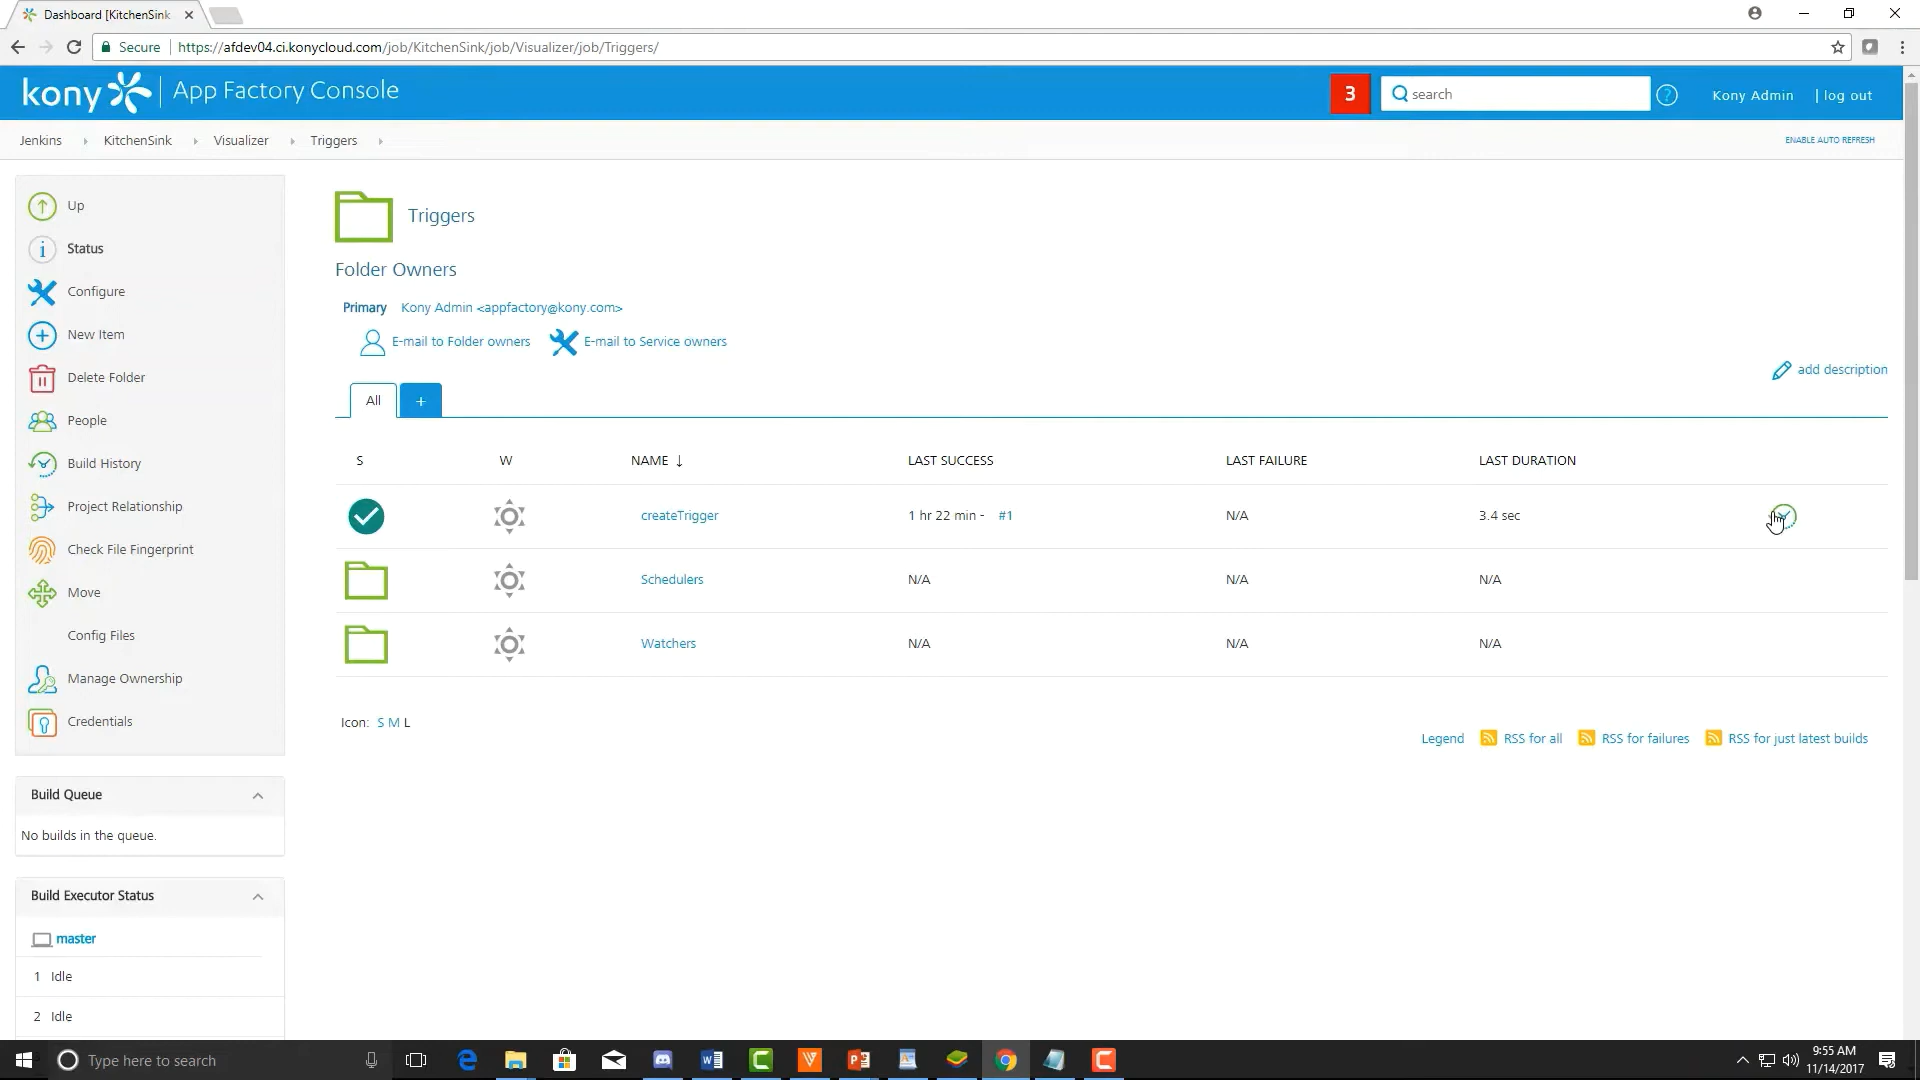 Dashboard [KitchenSink
Secure https://afdev04.ci.konycloud.com/job/KitchenSink/job/Visualizer/job/Triggers/
kony App Factory Console
3
search
?
Kony Admin | log out
Jenkins KitchenSink Visualizer Triggers
ENABLE AUTO REFRESH
Up
Status
Configure
New Item
Delete Folder
People
Build History
Project Relationship
Check File Fingerprint
Move
Config Files
Manage Ownership
Credentials
Build Queue
No builds in the queue.
Build Executor Status
master
1 Idle
2 Idle
Triggers
Folder Owners
Primary Kony Admin <appfactory@kony.com>
E-mail to Folder owners E-mail to Service owners
add description
All +
S W NAME ↓ LAST SUCCESS LAST FAILURE LAST DURATION
createTrigger 1 hr 22 min - #1 N/A 3.4 sec
Schedulers N/A N/A N/A
Watchers N/A N/A N/A
Icon: S M L
Legend RSS for all RSS for failures RSS for just latest builds
Type here to search
9:55 AM
11/14/2017